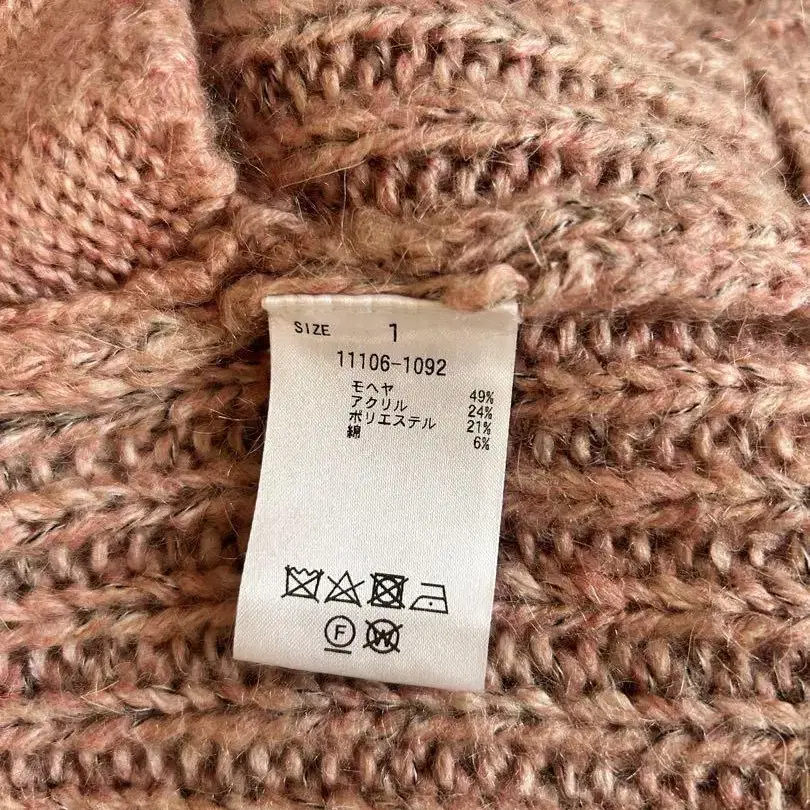 SIZE 1
11106-1092
モヘヤ 49%
アクリル 24%
ポリエステル 21%
綿 6%
F W